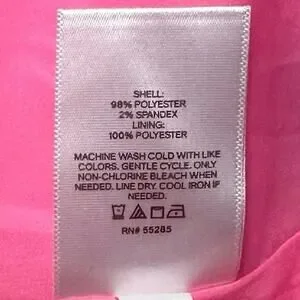 SHELL:
98% POLYESTER
2% SPANDEX
LINING:
100% POLYESTER
MACHINE WASH COLD WITH LIKE
COLORS. GENTLE CYCLE. ONLY
NON-CHLORINE BLEACH WHEN
NEEDED. LINE DRY. COOL IRON IF
NEEDED.
RN# 55285